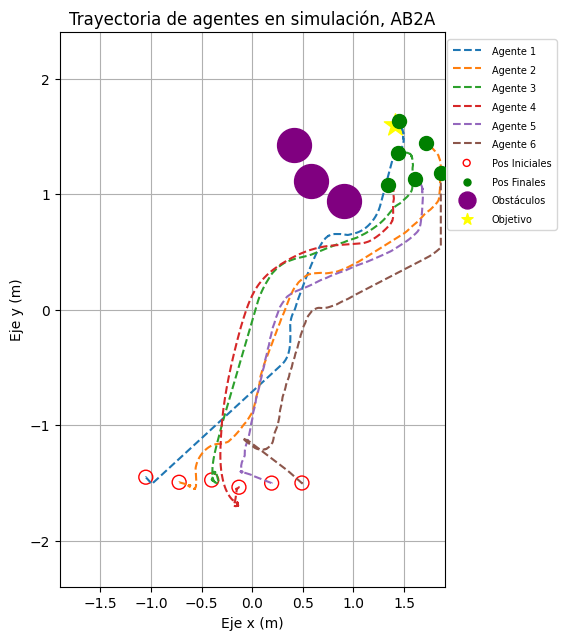 Trayectoria de agentes en simulación, AB2A
Agente 1
Agente 2
Agente 3
Agente 4
Agente 5
Agente 6
Pos Iniciales
Pos Finales
Obstáculos
Objetivo
Eje y (m)
2
1
0
−1
−2
−1.5
−1.0
−0.5
0.0
0.5
1.0
1.5
Eje x (m)